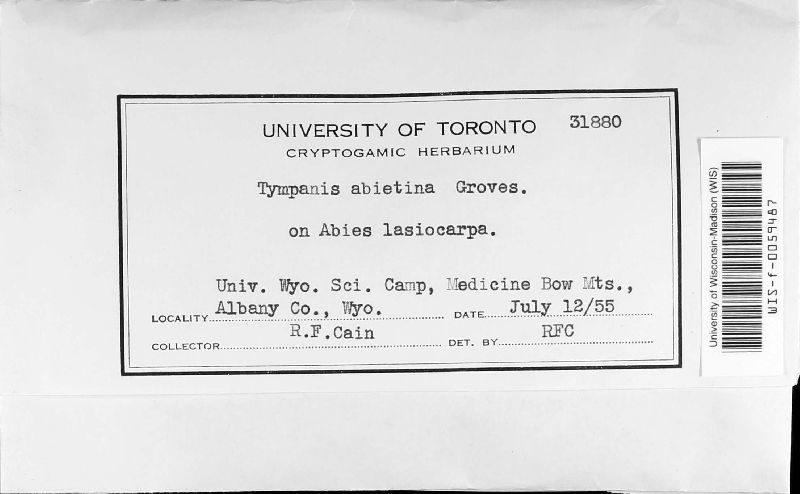 UNIVERSITY OF TORONTO 31880
CRYPTOGAMIC HERBARIUM
Tympanis abietina Groves.
on Abies lasiocarpa.
Univ. Wyo. Sci. Camp, Medicine Bow Mts.,
LOCALITY Albany Co., Wyo. DATE July 12/55
COLLECTOR R.F.Cain DET. BY RFC
University of Wisconsin-Madison (WIS)
WIS-f-0059487